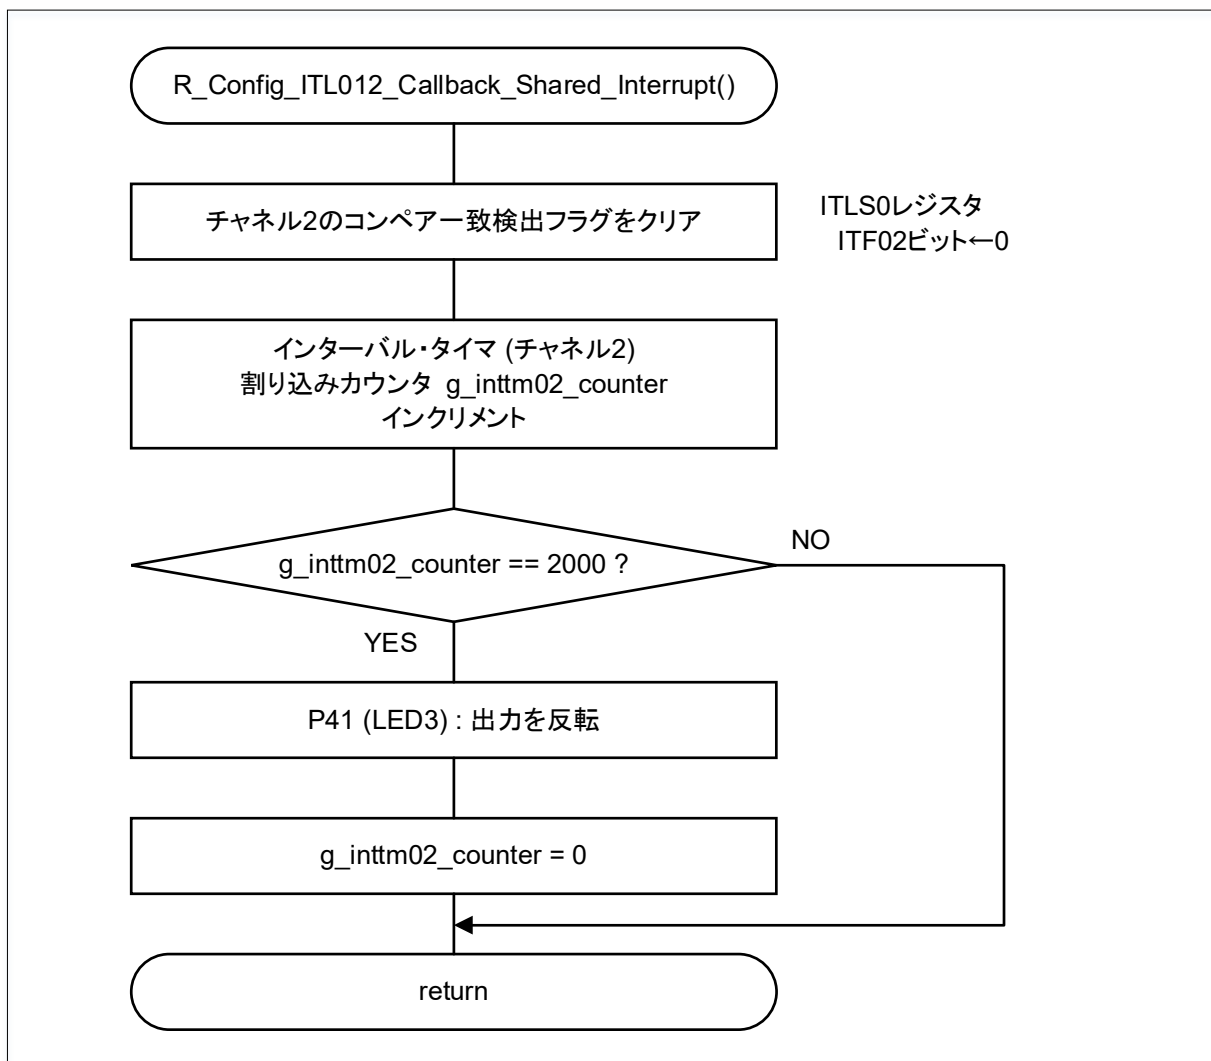 R_Config_ITL012_Callback_Shared_Interrupt()
チャネル2のコンペアー致検出フラグをクリア
ITLS0レジスタ
ITF02ビット←0
インターバル・タイマ (チャネル2)
割り込みカウンタ g_inttm02_counter
インクリメント
g_inttm02_counter == 2000 ?
NO
YES
P41 (LED3) : 出力を反転
g_inttm02_counter = 0
return